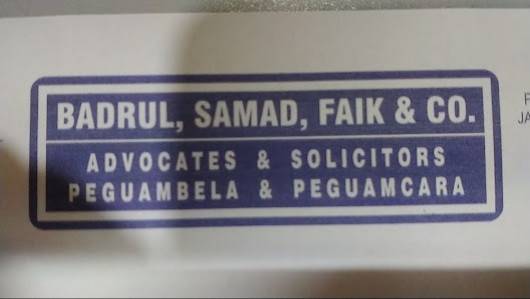 BADRUL, SAMAD, FAIK & CO.
ADVOCATES & SOLICITORS
PEGUAMBELA & PEGUAMCARA